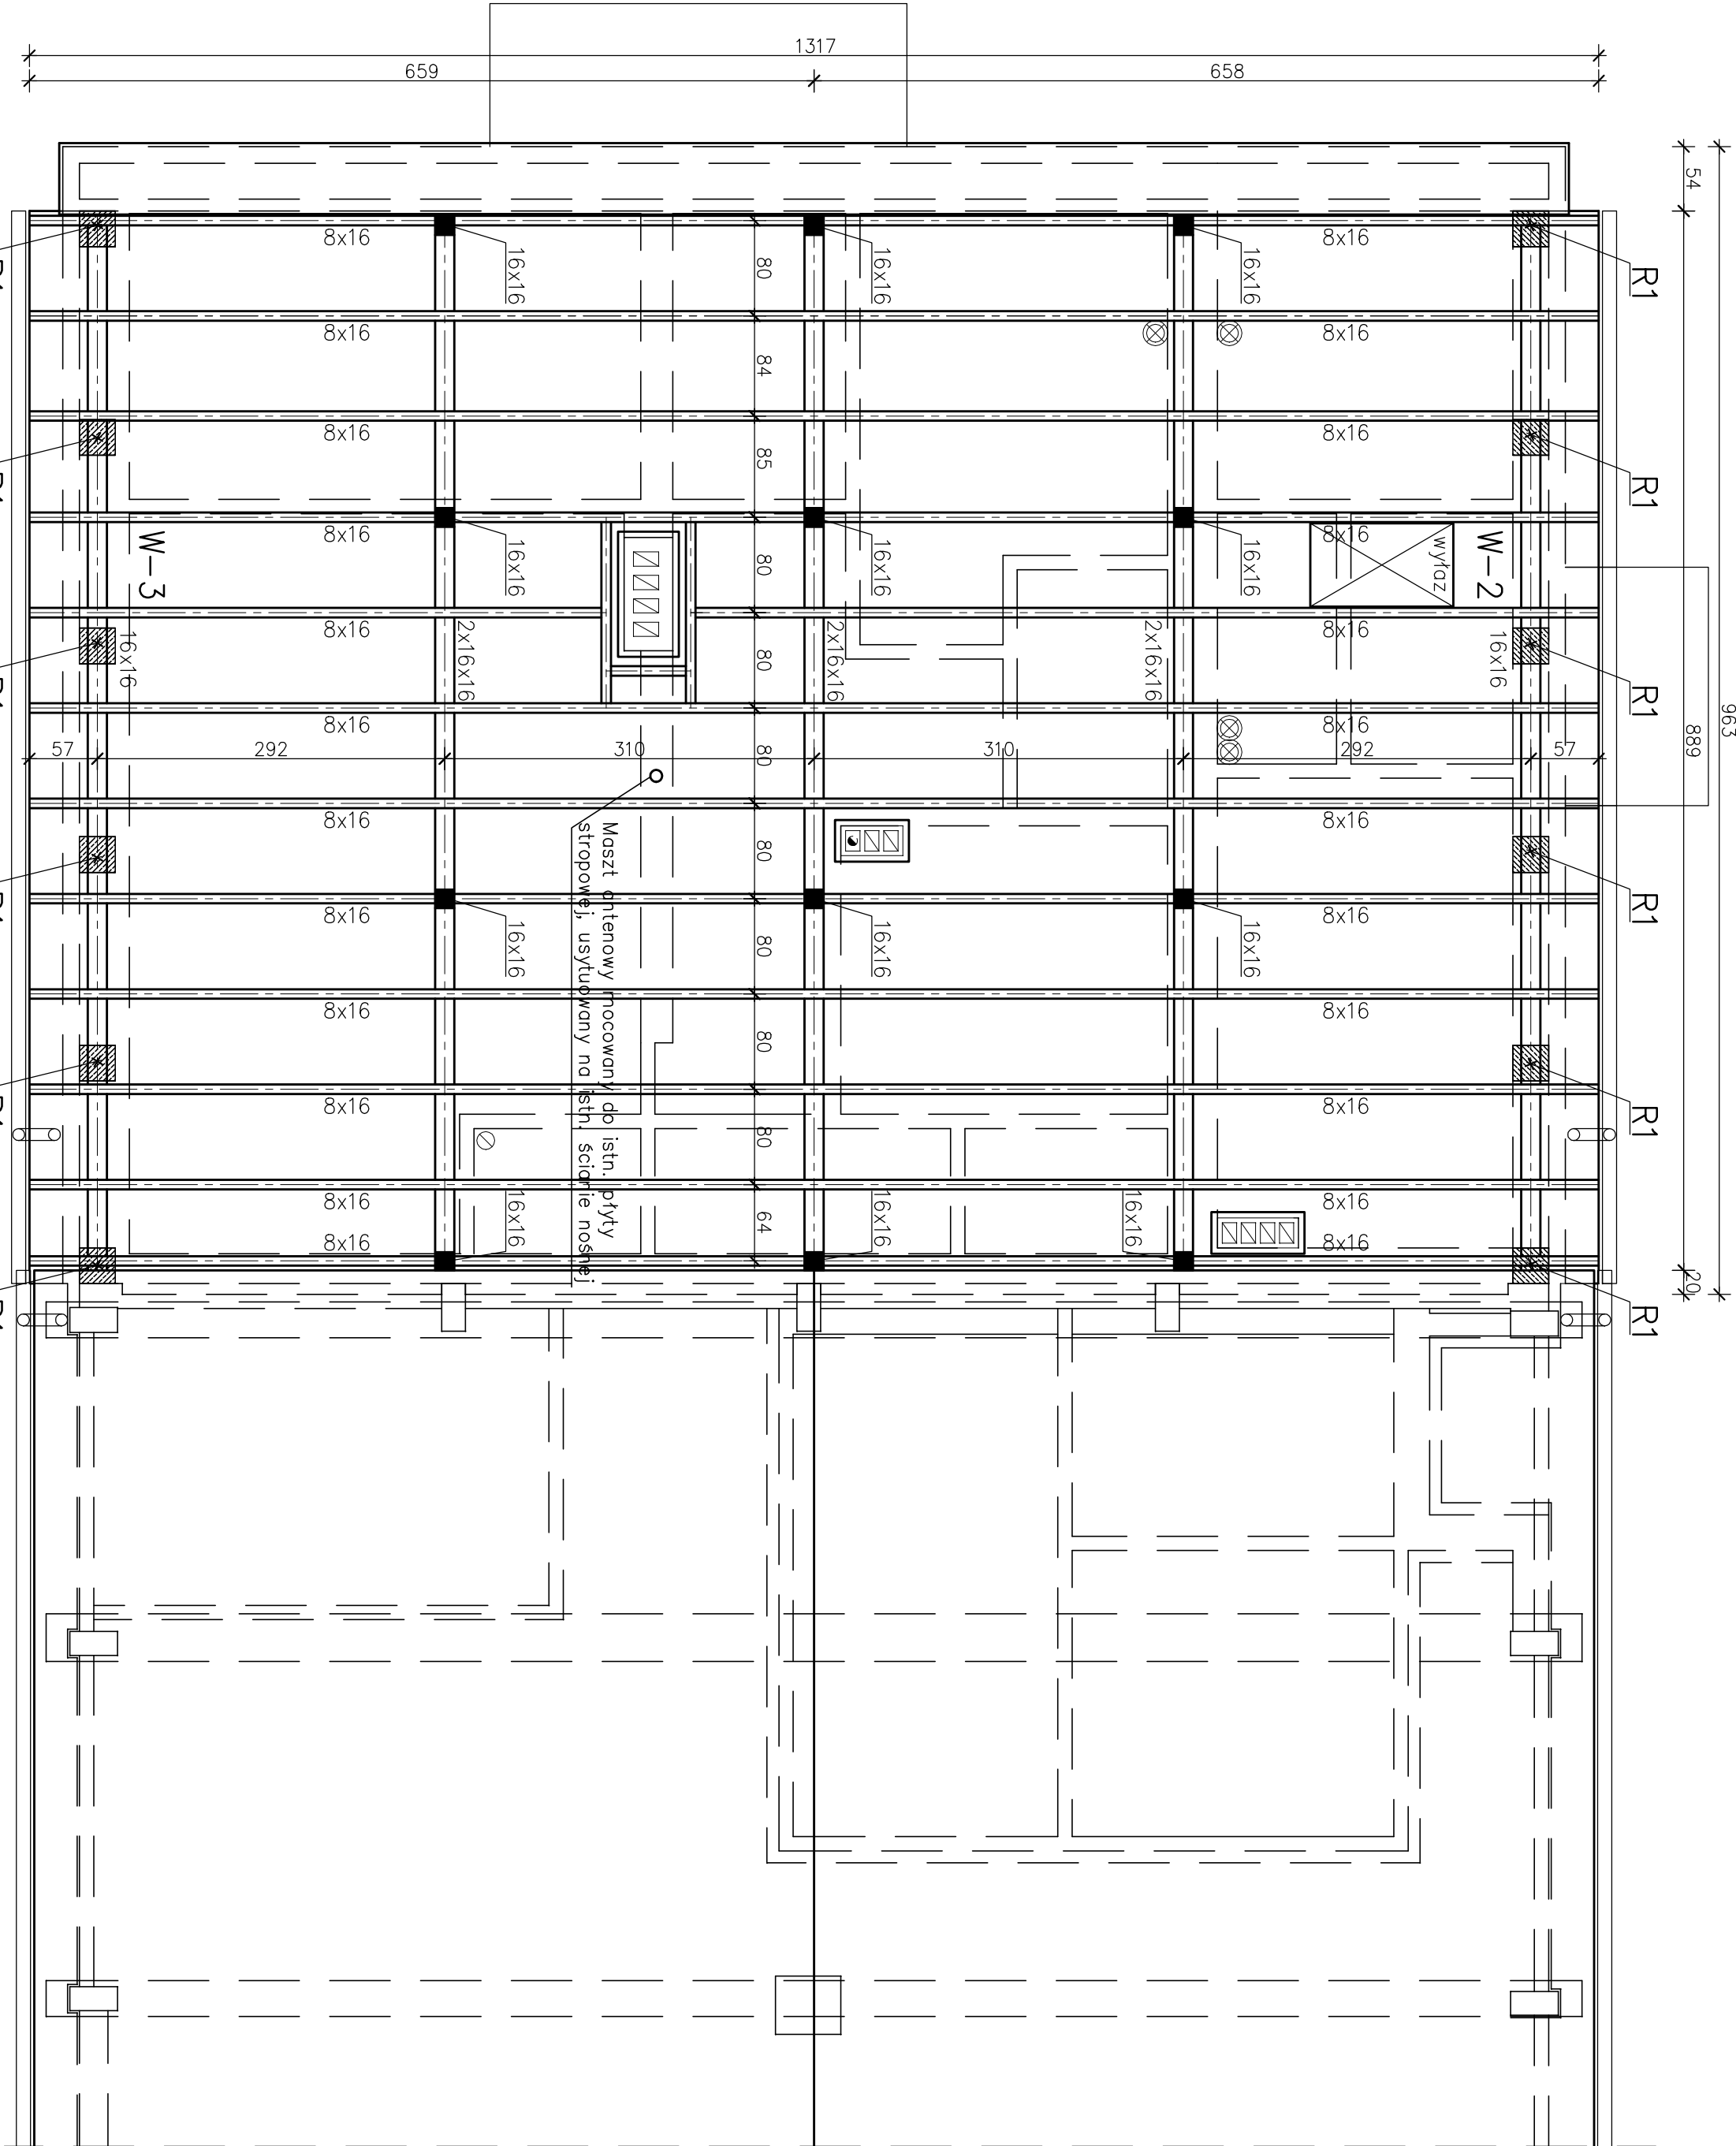 1317
659
658
963
54
889
20
R1
R1
R1
R1
R1
R1
8x16
8x16
16x16
16x16
16x16
80
8x16
8x16
84
8x16
8x16
85
8x16
8x16
16x16
16x16
16x16
W-3
W-2
wyłaz
80
8x16
8x16
16x16
2x16x16
2x16x16
2x16x16
16x16
80
8x16
8x16
57
292
310
310
292
57
80
8x16
8x16
80
8x16
8x16
16x16
16x16
16x16
80
8x16
8x16
80
8x16
8x16
80
8x16
8x16
16x16
16x16
16x16
64
8x16
8x16
Maszt antenowy mocowany do istn. płyty
stropowej, usytuowany na istn. ścianie nośnej